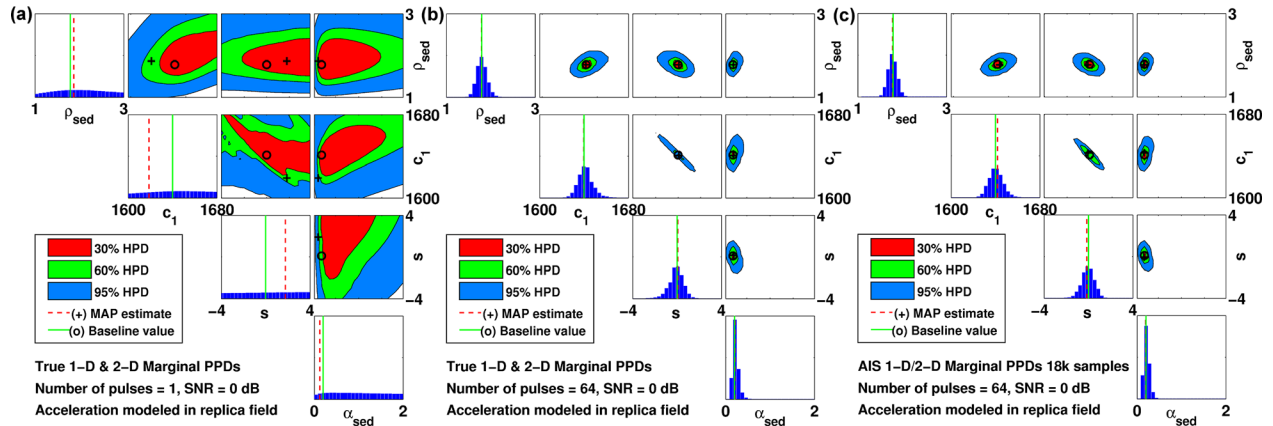 (a)
3
ρsed
1
1 3
ρsed
1680
c1
1600
1600 1680
c1
4
s
−4
−4 4
s
0 2
αsed
30% HPD
60% HPD
95% HPD
(+) MAP estimate
(o) Baseline value
True 1−D & 2−D Marginal PPDs
Number of pulses = 1, SNR = 0 dB
Acceleration modeled in replica field
(b)
3
ρsed
1
1 3
ρsed
1680
c1
1600
1600 1680
c1
4
s
−4
−4 4
s
0 2
αsed
30% HPD
60% HPD
95% HPD
(+) MAP estimate
(o) Baseline value
True 1−D & 2−D Marginal PPDs
Number of pulses = 64, SNR = 0 dB
Acceleration modeled in replica field
(c)
3
ρsed
1
1 3
ρsed
1680
c1
1600
1600 1680
c1
4
s
−4
−4 4
s
0 2
αsed
30% HPD
60% HPD
95% HPD
(+) MAP estimate
(o) Baseline value
AIS 1−D/2−D Marginal PPDs 18k samples
Number of pulses = 64, SNR = 0 dB
Acceleration modeled in replica field